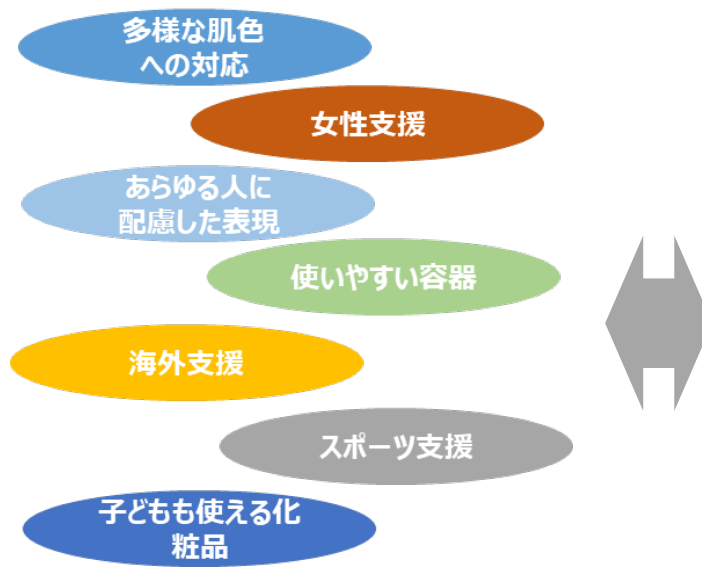 多様な肌色
への対応
女性支援
あらゆる人に
配慮した表現
使いやすい容器
海外支援
スポーツ支援
子どもも使える化
粧品